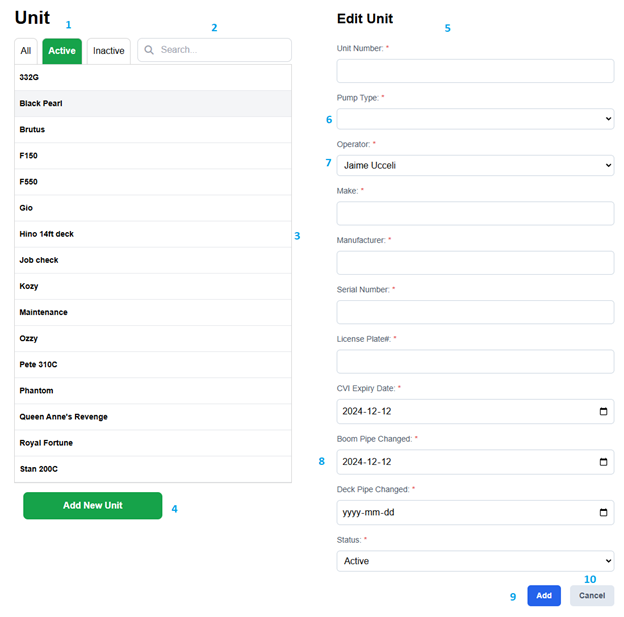 Unit
1
2
All
Active
Inactive
Search...
332G
Black Pearl
Brutus
F150
F550
Gio
Hino 14ft deck
3
Job check
Kozy
Maintenance
Ozzy
Pete 310C
Phantom
Queen Anne's Revenge
Royal Fortune
Stan 200C
Add New Unit
4
Edit Unit
5
Unit Number: *
Pump Type: *
6
Operator: *
7
Jaime Ucceli
Make: *
Manufacturer: *
Serial Number: *
License Plate#: *
CVI Expiry Date: *
2024-12-12
Boom Pipe Changed: *
8
2024-12-12
Deck Pipe Changed: *
yyyy-mm-dd
Status: *
Active
10
9
Add
Cancel